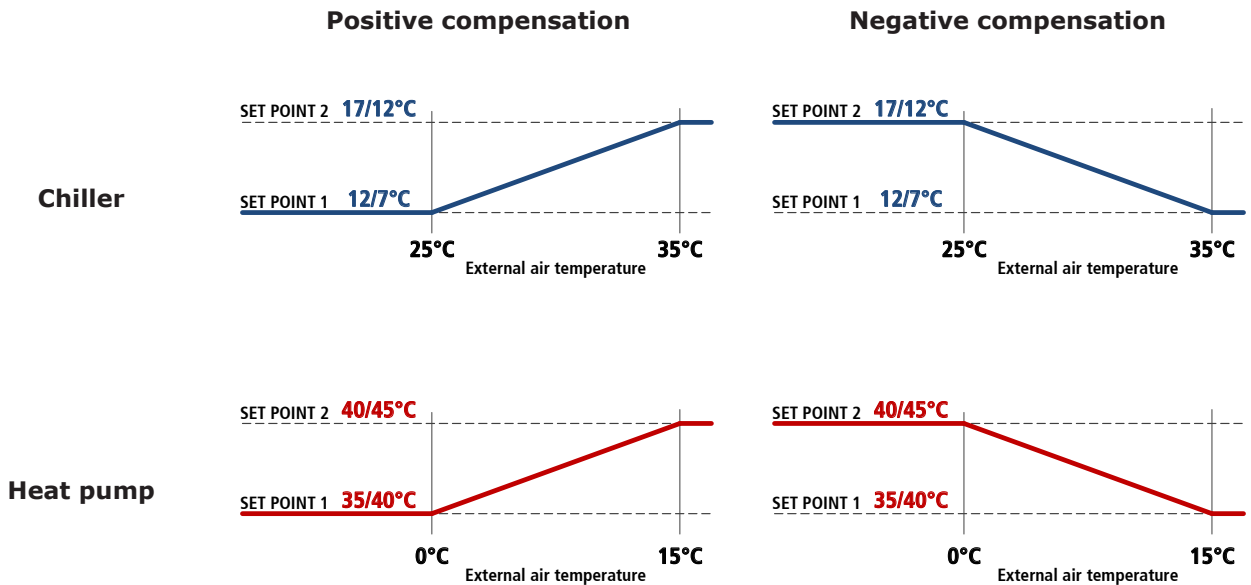 Positive compensation
Negative compensation
Chiller
SET POINT 2 17/12°C
SET POINT 1 12/7°C
25°C 35°C
External air temperature
SET POINT 2 17/12°C
SET POINT 1 12/7°C
25°C 35°C
External air temperature
Heat pump
SET POINT 2 40/45°C
SET POINT 1 35/40°C
0°C 15°C
External air temperature
SET POINT 2 40/45°C
SET POINT 1 35/40°C
0°C 15°C
External air temperature